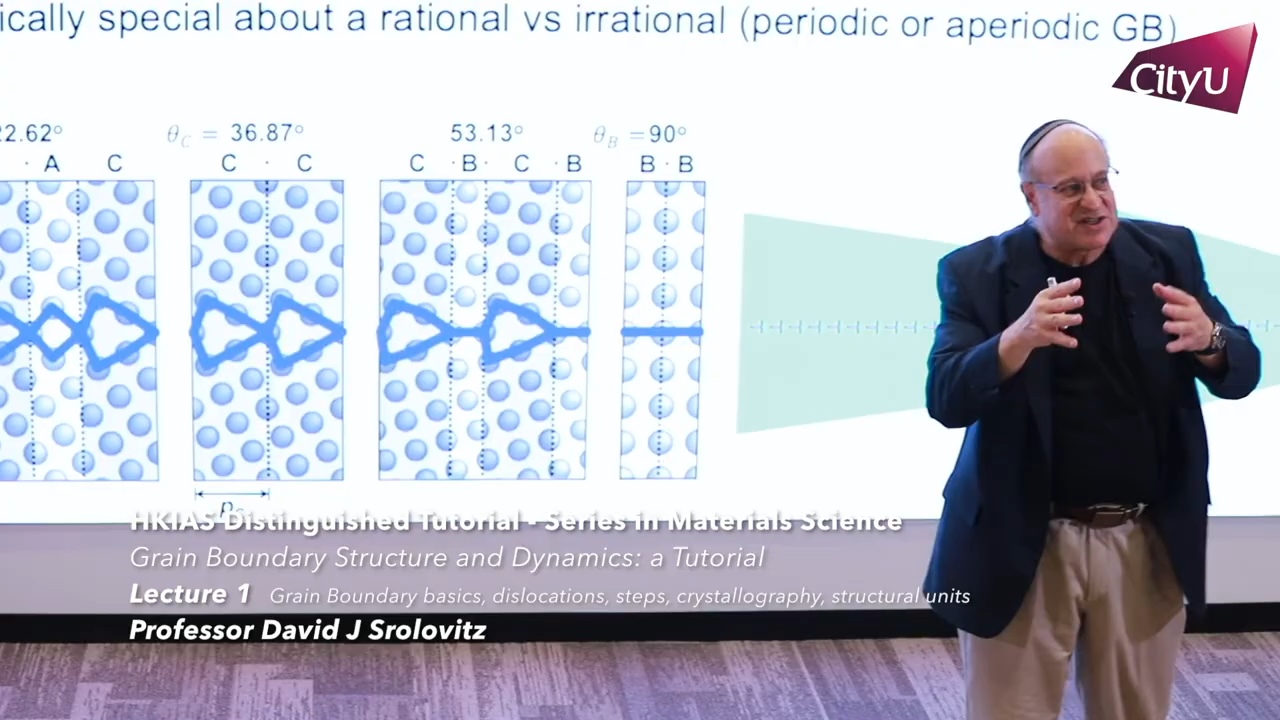 ically special about a rational vs irrational (periodic or aperiodic GB)
CityU
2.62° θC = 36.87° 53.13° θB =90°
· A C C · C C ·B· C ·B B · B
HKIAS Distinguished Tutorial - Series in Materials Science
Grain Boundary Structure and Dynamics: a Tutorial
Lecture 1 Grain Boundary basics, dislocations, steps, crystallography, structural units
Professor David J Srolovitz